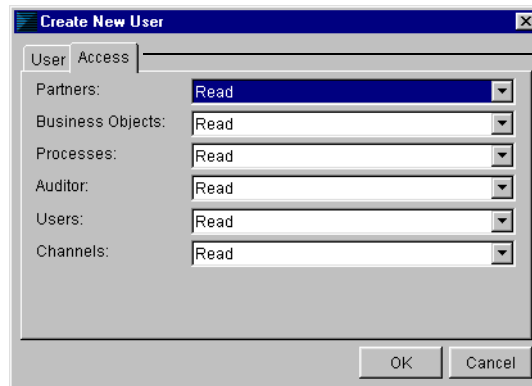 Create New User
User Access
Partners: Read
Business Objects: Read
Processes: Read
Auditor: Read
Users: Read
Channels: Read
OK Cancel